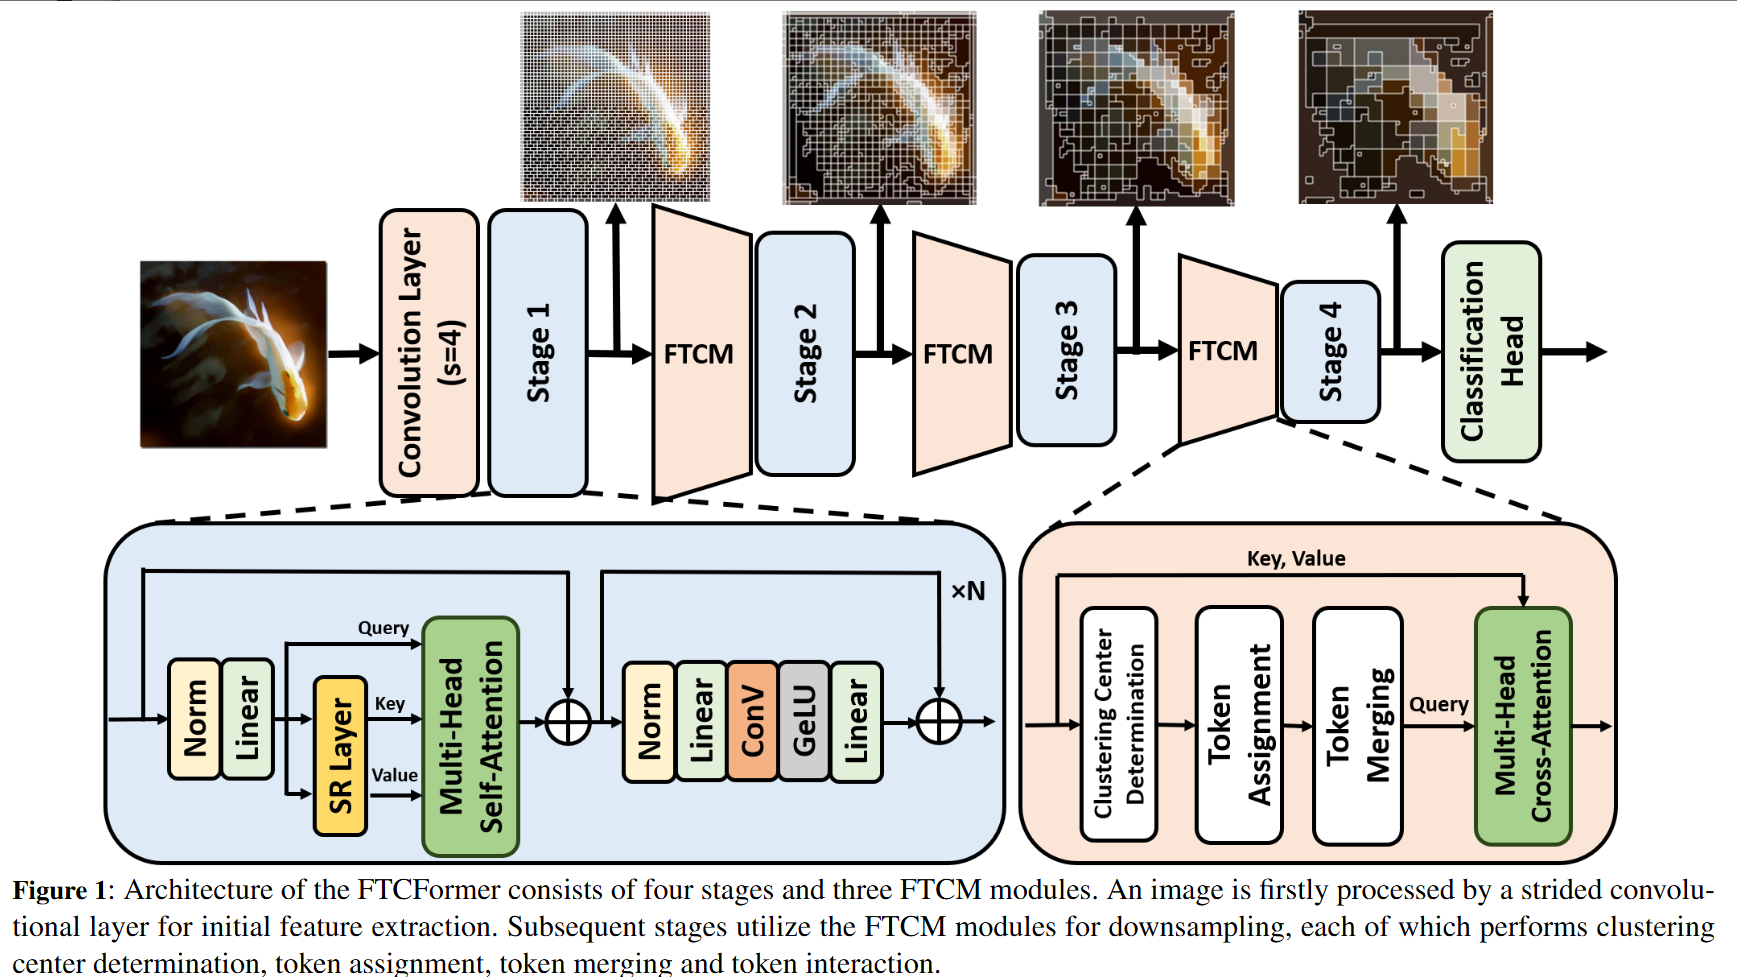 Convolution Layer
(s=4)
Stage 1
FTCM
Stage 2
FTCM
Stage 3
FTCM
Stage 4
Classification
Head
Norm
Linear
Query
Key
Value
SR Layer
Multi-Head
Self-Attention
Norm
Linear
ConV
GeLU
Linear
×N
Key, Value
Clustering Center
Determination
Token
Assignment
Token
Merging
Query
Multi-Head
Cross-Attention
Figure 1: Architecture of the FTCFormer consists of four stages and three FTCM modules. An image is firstly processed by a strided convolu-
tional layer for initial feature extraction. Subsequent stages utilize the FTCM modules for downsampling, each of which performs clustering
center determination, token assignment, token merging and token interaction.